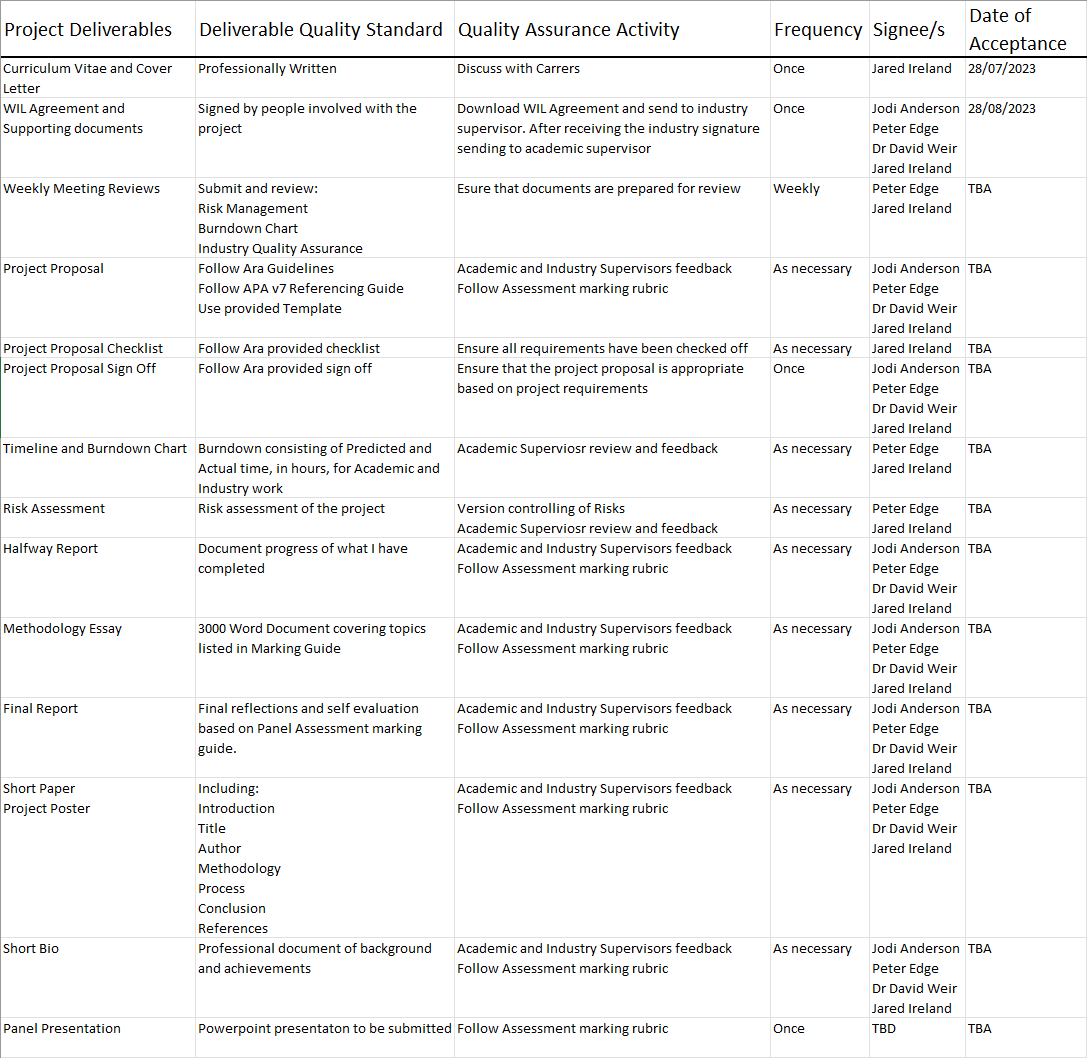 Project Deliverables
Deliverable Quality Standard
Quality Assurance Activity
Frequency
Signee/s
Date of
Acceptance
Curriculum Vitae and Cover
Letter
Professionally Written
Discuss with Carrers
Once
Jared Ireland
28/07/2023
WIL Agreement and
Supporting documents
Signed by people involved with the
project
Download WIL Agreement and send to industry
supervisor. After receiving the industry signature
sending to academic supervisor
Once
Jodi Anderson
Peter Edge
Dr David Weir
Jared Ireland
28/08/2023
Weekly Meeting Reviews
Submit and review:
Risk Management
Burndown Chart
Industry Quality Assurance
Esure that documents are prepared for review
Weekly
Peter Edge
Jared Ireland
TBA
Project Proposal
Follow Ara Guidelines
Follow APA v7 Referencing Guide
Use provided Template
Academic and Industry Supervisors feedback
Follow Assessment marking rubric
As necessary
Jodi Anderson
Peter Edge
Dr David Weir
Jared Ireland
TBA
Project Proposal Checklist
Follow Ara provided checklist
Ensure all requirements have been checked off
As necessary
Jared Ireland
TBA
Project Proposal Sign Off
Follow Ara provided sign off
Ensure that the project proposal is appropriate
based on project requirements
Once
Jodi Anderson
Peter Edge
Dr David Weir
Jared Ireland
TBA
Timeline and Burndown Chart
Burndown consisting of Predicted and
Actual time, in hours, for Academic and
Industry work
Academic Superviosr review and feedback
As necessary
Peter Edge
Jared Ireland
TBA
Risk Assessment
Risk assessment of the project
Version controlling of Risks
Academic Superviosr review and feedback
As necessary
Peter Edge
Jared Ireland
TBA
Halfway Report
Document progress of what I have
completed
Academic and Industry Supervisors feedback
Follow Assessment marking rubric
As necessary
Jodi Anderson
Peter Edge
Dr David Weir
Jared Ireland
TBA
Methodology Essay
3000 Word Document covering topics
listed in Marking Guide
Academic and Industry Supervisors feedback
Follow Assessment marking rubric
As necessary
Jodi Anderson
Peter Edge
Dr David Weir
Jared Ireland
TBA
Final Report
Final reflections and self evaluation
based on Panel Assessment marking
guide.
Academic and Industry Supervisors feedback
Follow Assessment marking rubric
As necessary
Jodi Anderson
Peter Edge
Dr David Weir
Jared Ireland
TBA
Short Paper
Project Poster
Including:
Introduction
Title
Author
Methodology
Process
Conclusion
References
Academic and Industry Supervisors feedback
Follow Assessment marking rubric
As necessary
Jodi Anderson
Peter Edge
Dr David Weir
Jared Ireland
TBA
Short Bio
Professional document of background
and achievements
Academic and Industry Supervisors feedback
Follow Assessment marking rubric
As necessary
Jodi Anderson
Peter Edge
Dr David Weir
Jared Ireland
TBA
Panel Presentation
Powerpoint presentaton to be submitted
Follow Assessment marking rubric
Once
TBD
TBA